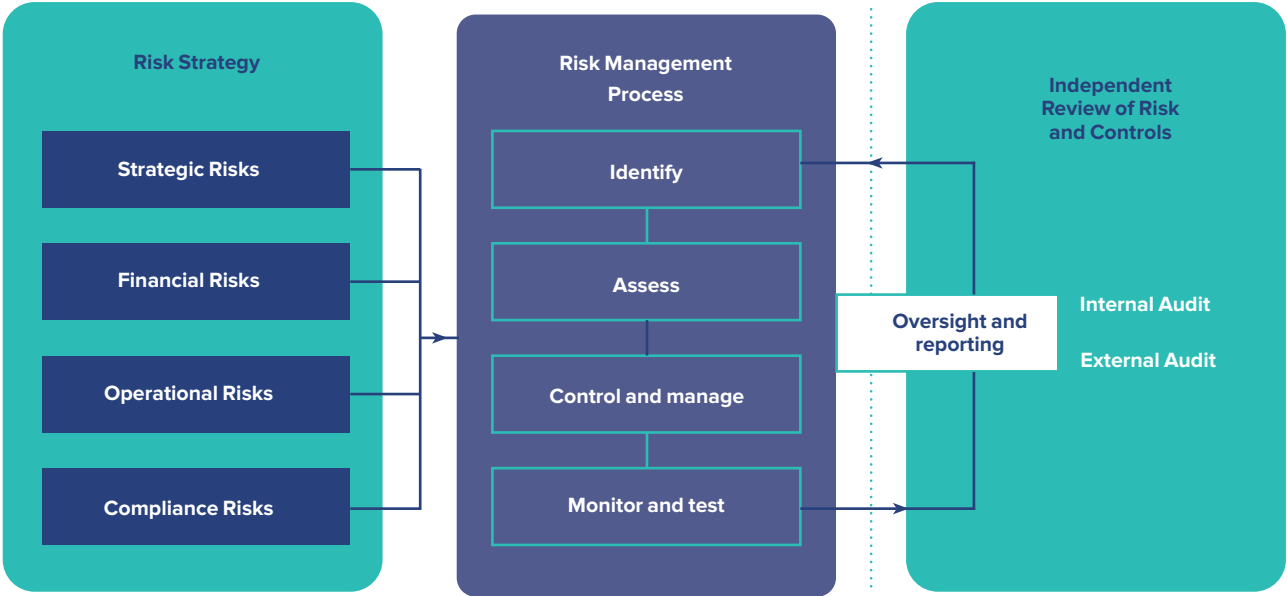 Risk Strategy
Strategic Risks
Financial Risks
Operational Risks
Compliance Risks
Risk Management
Process
Identify
Assess
Control and manage
Monitor and test
Independent
Review of Risk
and Controls
Oversight and
reporting
Internal Audit
External Audit